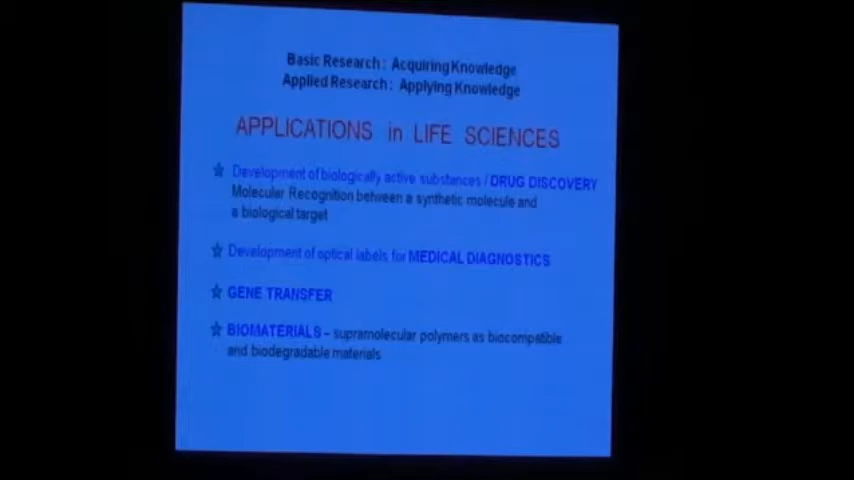 Basic Research : Acquiring Knowledge
Applied Research : Applying Knowledge
APPLICATIONS in LIFE SCIENCES
Development of biologically active substances / DRUG DISCOVERY
Molecular Recognition between a synthetic molecule and
a biological target
Development of optical labels for MEDICAL DIAGNOSTICS
GENE TRANSFER
BIOMATERIALS – supramolecular polymers as biocompatible
and biodegradable materials